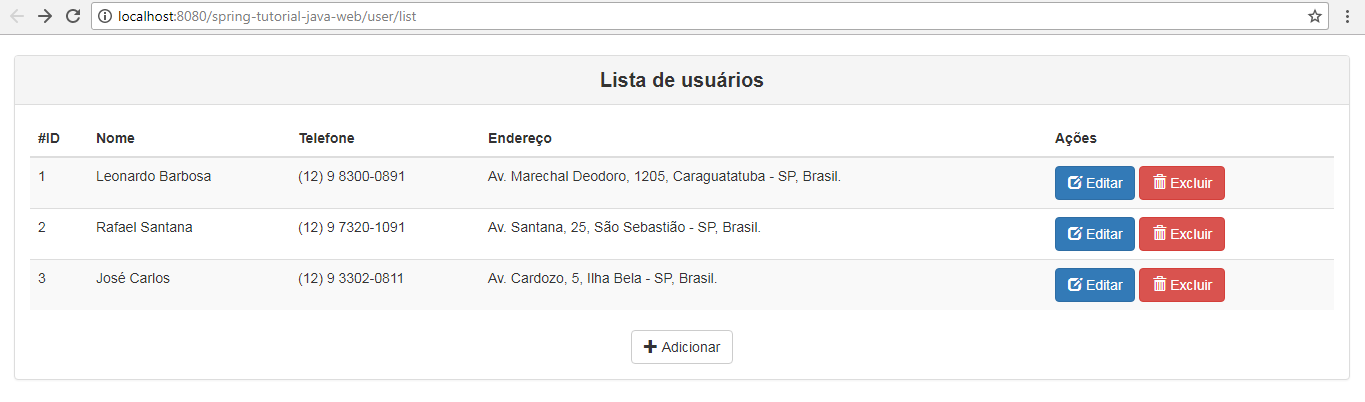 localhost:8080/spring-tutorial-java-web/user/list
Lista de usuários
#ID Nome Telefone Endereço Ações
1 Leonardo Barbosa (12) 9 8300-0891 Av. Marechal Deodoro, 1205, Caraguatatuba - SP, Brasil. Editar Excluir
2 Rafael Santana (12) 9 7320-1091 Av. Santana, 25, São Sebastião - SP, Brasil. Editar Excluir
3 José Carlos (12) 9 3302-0811 Av. Cardozo, 5, Ilha Bela - SP, Brasil. Editar Excluir
Adicionar